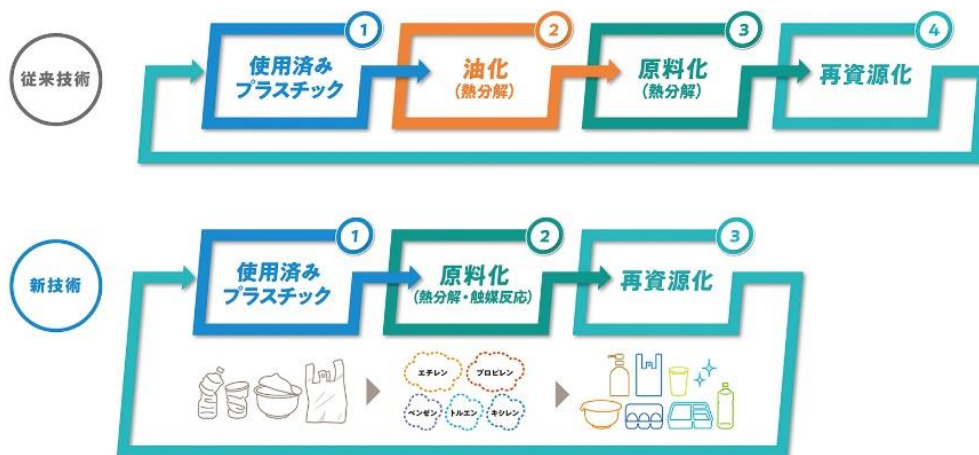 従来技術
1
使用済み
プラスチック
2
油化
(熱分解)
3
原料化
(熱分解)
4
再資源化
新技術
1
使用済み
プラスチック
2
原料化
(熱分解・触媒反応)
3
再資源化
エチレン
プロピレン
ベンゼン
トルエン
キシレン